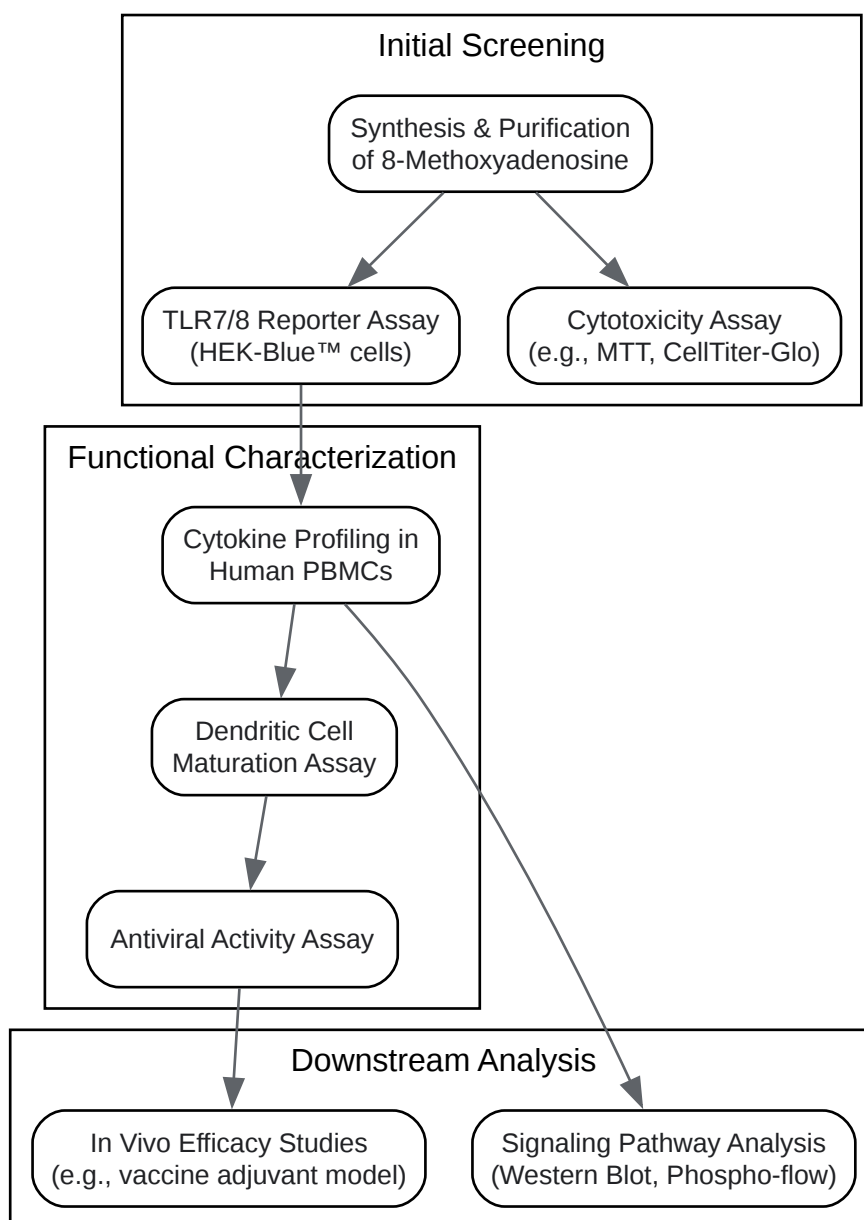 Initial Screening
Synthesis & Purification
of 8-Methoxyadenosine
TLR7/8 Reporter Assay
(HEK-Blue™ cells)
Cytotoxicity Assay
(e.g., MTT, CellTiter-Glo)
Functional Characterization
Cytokine Profiling in
Human PBMCs
Dendritic Cell
Maturation Assay
Antiviral Activity Assay
Downstream Analysis
In Vivo Efficacy Studies
(e.g., vaccine adjuvant model)
Signaling Pathway Analysis
(Western Blot, Phospho-flow)